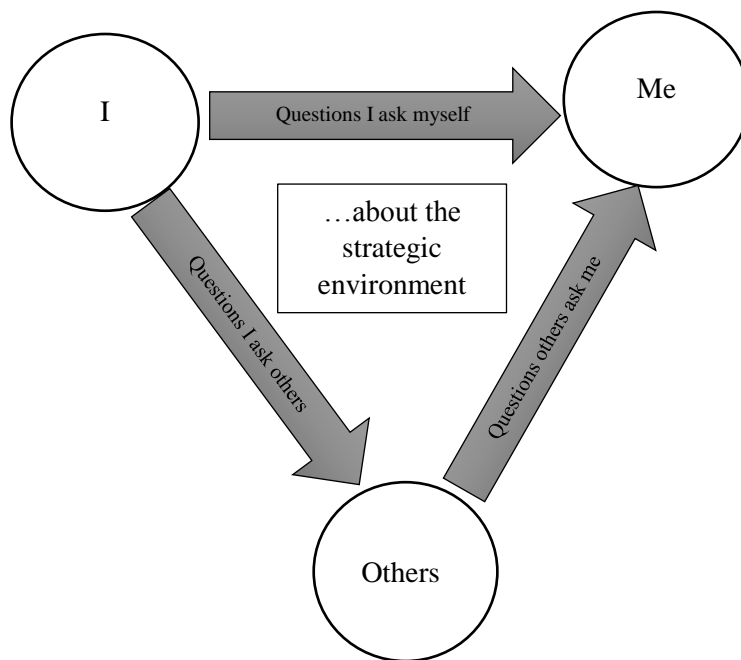 I
Me
Questions I ask myself
…about the
strategic
environment
Questions I ask others
Questions others ask me
Others